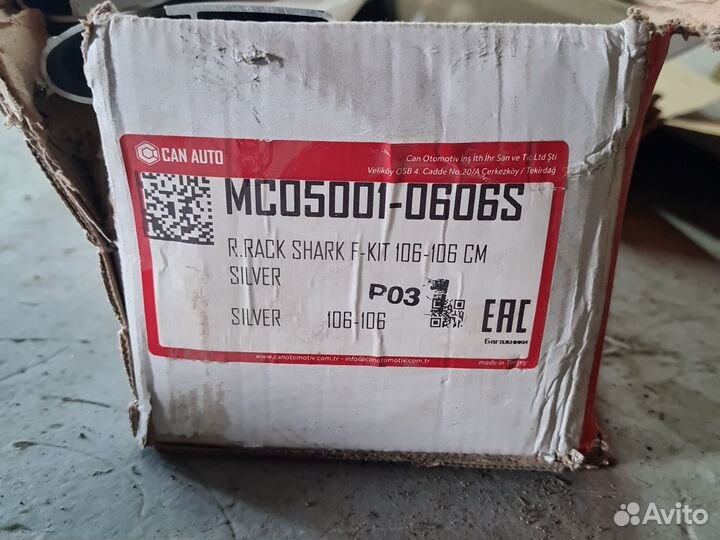 CAN AUTO
Can Otomotiv İnş İth İhr San ve Tic Ltd Şti
Veliköy OSB 4. Cadde No.20/A Çerkezköy / Tekirdağ
MC05001-0606S
R.RACK SHARK F-KIT 106-106 CM
SILVER
P03
SILVER 106-106
EAC
Багажники
www.canotomotiv.com.tr - info@canotomotiv.com.tr
made in Turkey
Avito